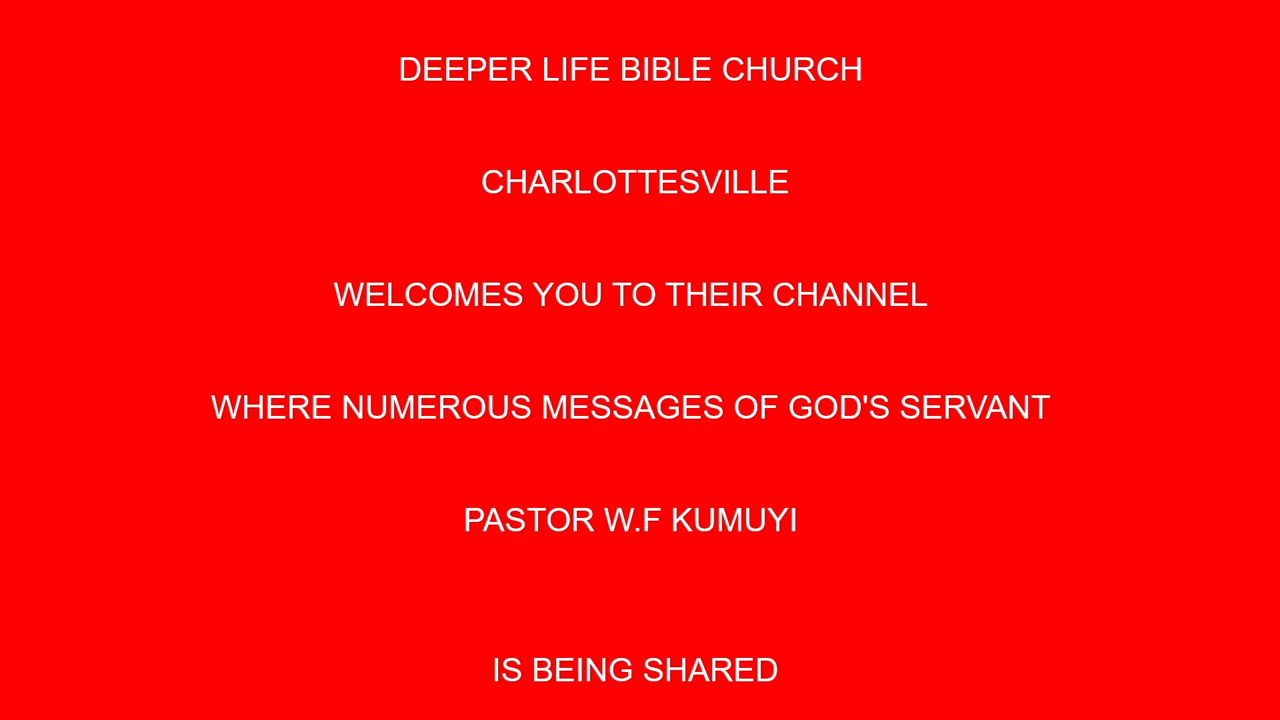 DEEPER LIFE BIBLE CHURCH
CHARLOTTESVILLE
WELCOMES YOU TO THEIR CHANNEL
WHERE NUMEROUS MESSAGES OF GOD'S SERVANT
PASTOR W.F KUMUYI
IS BEING SHARED